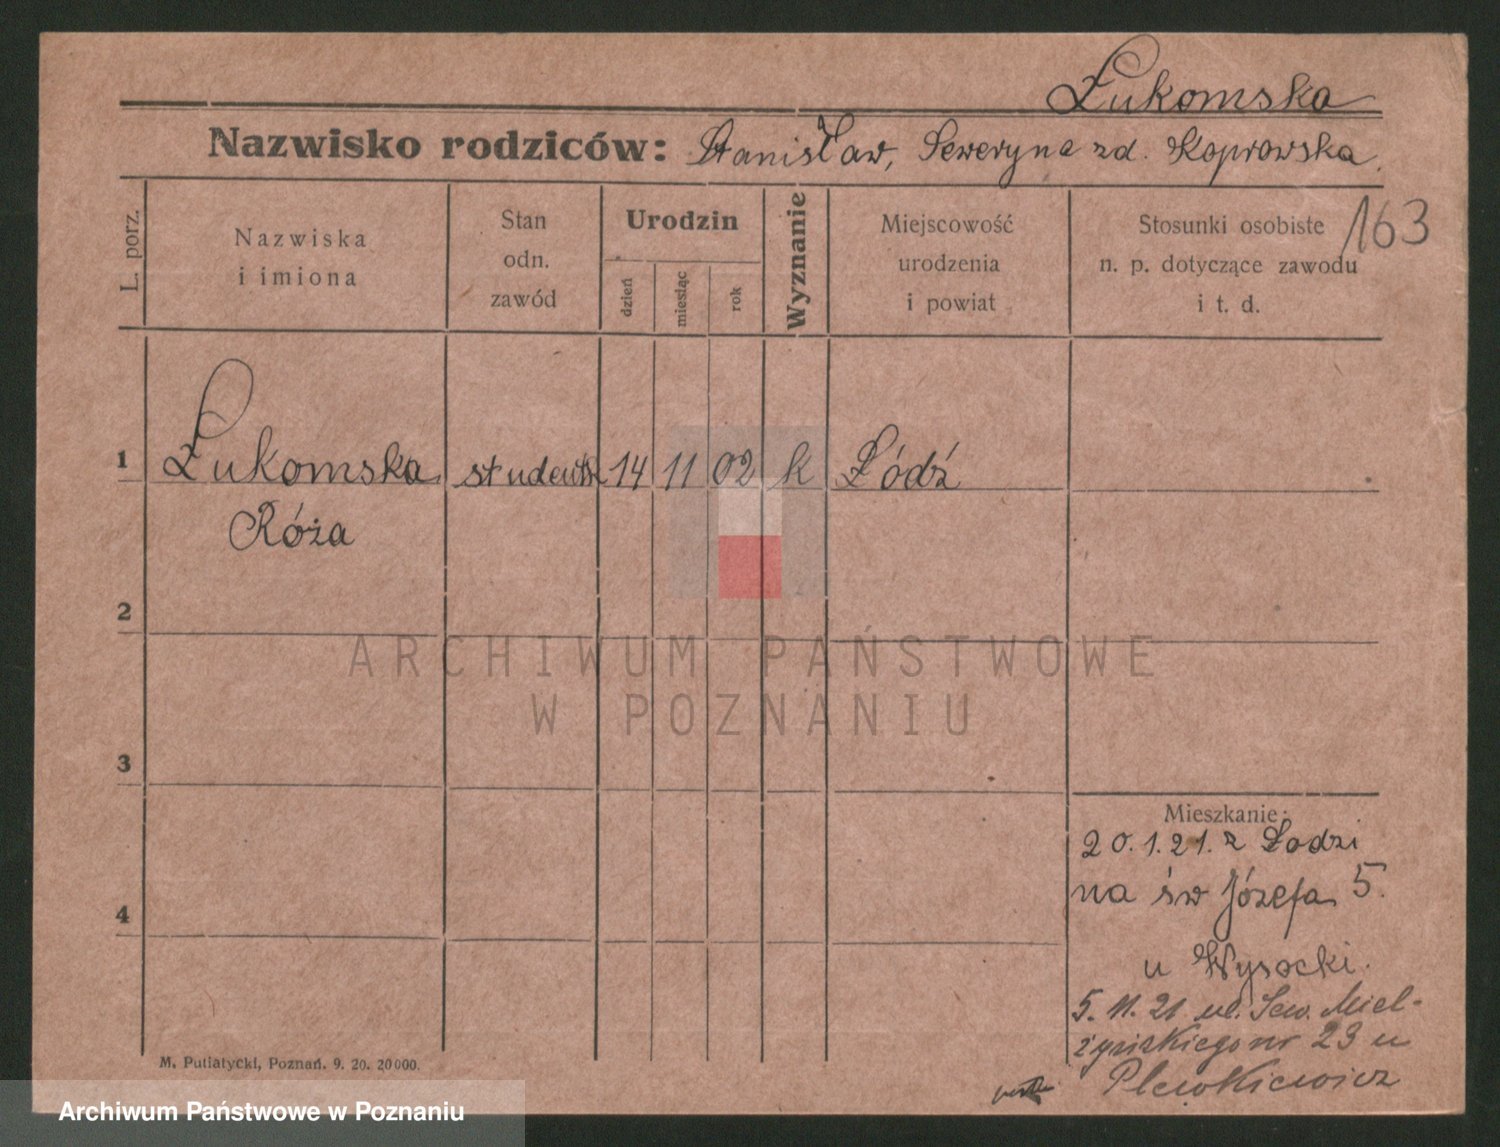 Łukomska
Nazwisko rodziców: Stanisław, Seweryna zd. Koprowska.
L. porz.
Nazwiska
i imiona
Stan
odn.
zawód
Urodzin
dzień
miesiąc
rok
Wyznanie
Miejscowość
urodzenia
i powiat
Stosunki osobiste
n. p. dotyczące zawodu
i t. d.
163
1 Łukomska studentk 14 11 02 k Łódź
Róża
2
ARCHIWUM PAŃSTWOWE
W POZNANIU
3
Mieszkanie:
20.1.21. z Łodzi
na św Józefa 5.
4
u Wysocki.
5. 11. 21 ul. Sew. Miel-
żyńskiego nr 23 u
Plewkiewicz
M. Putiatycki, Poznań. 9. 20. 20000.
Archiwum Państwowe w Poznaniu